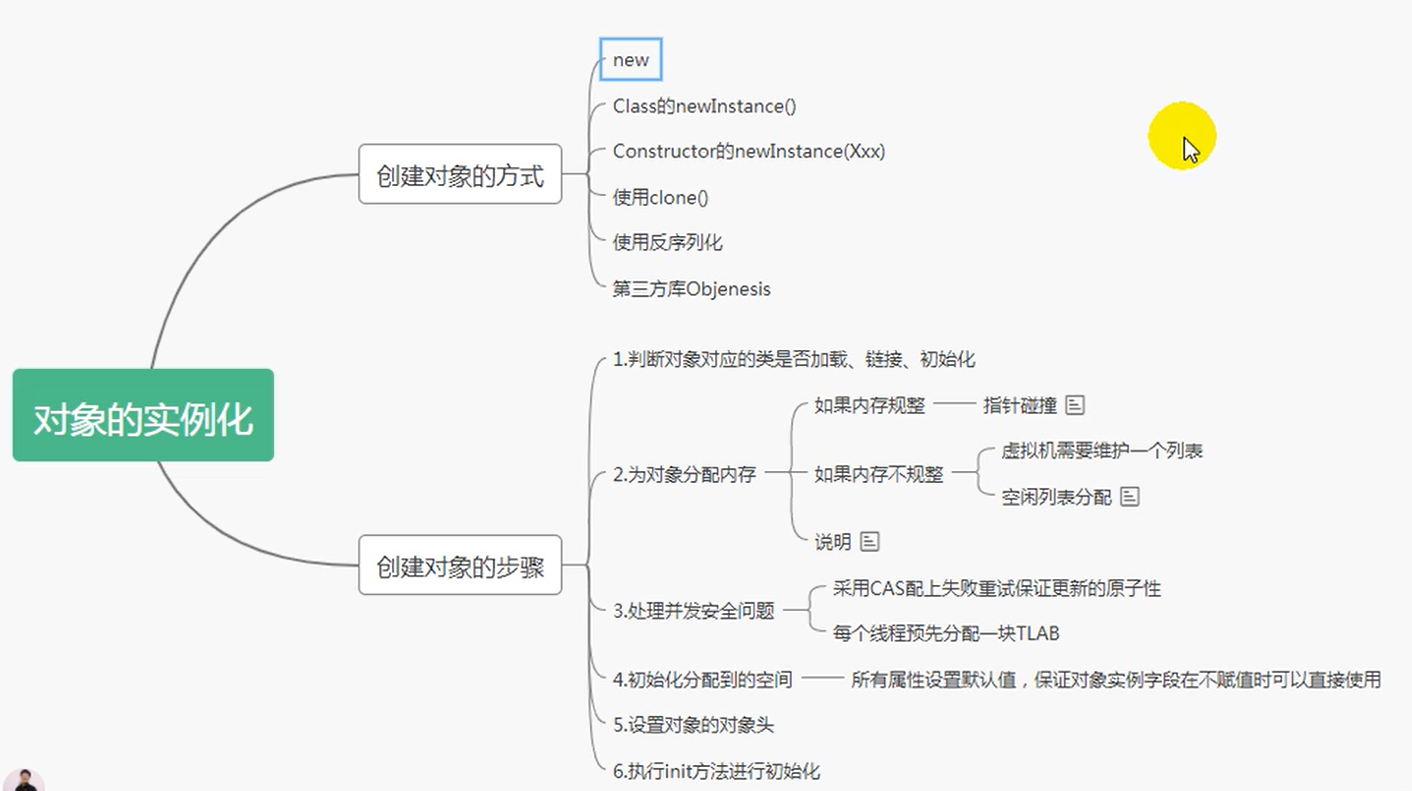 new
Class的newInstance()
Constructor的newInstance(Xxx)
创建对象的方式
使用clone()
使用反序列化
第三方库Objenesis
对象的实例化
1.判断对象对应的类是否加载、链接、初始化
如果内存规整
指针碰撞
虚拟机需要维护一个列表
2.为对象分配内存
如果内存不规整
空闲列表分配
说明
创建对象的步骤
采用CAS配上失败重试保证更新的原子性
3.处理并发安全问题
每个线程预先分配一块TLAB
4.初始化分配到的空间
所有属性设置默认值，保证对象实例字段在不赋值时可以直接使用
5.设置对象的对象头
6.执行init方法进行初始化